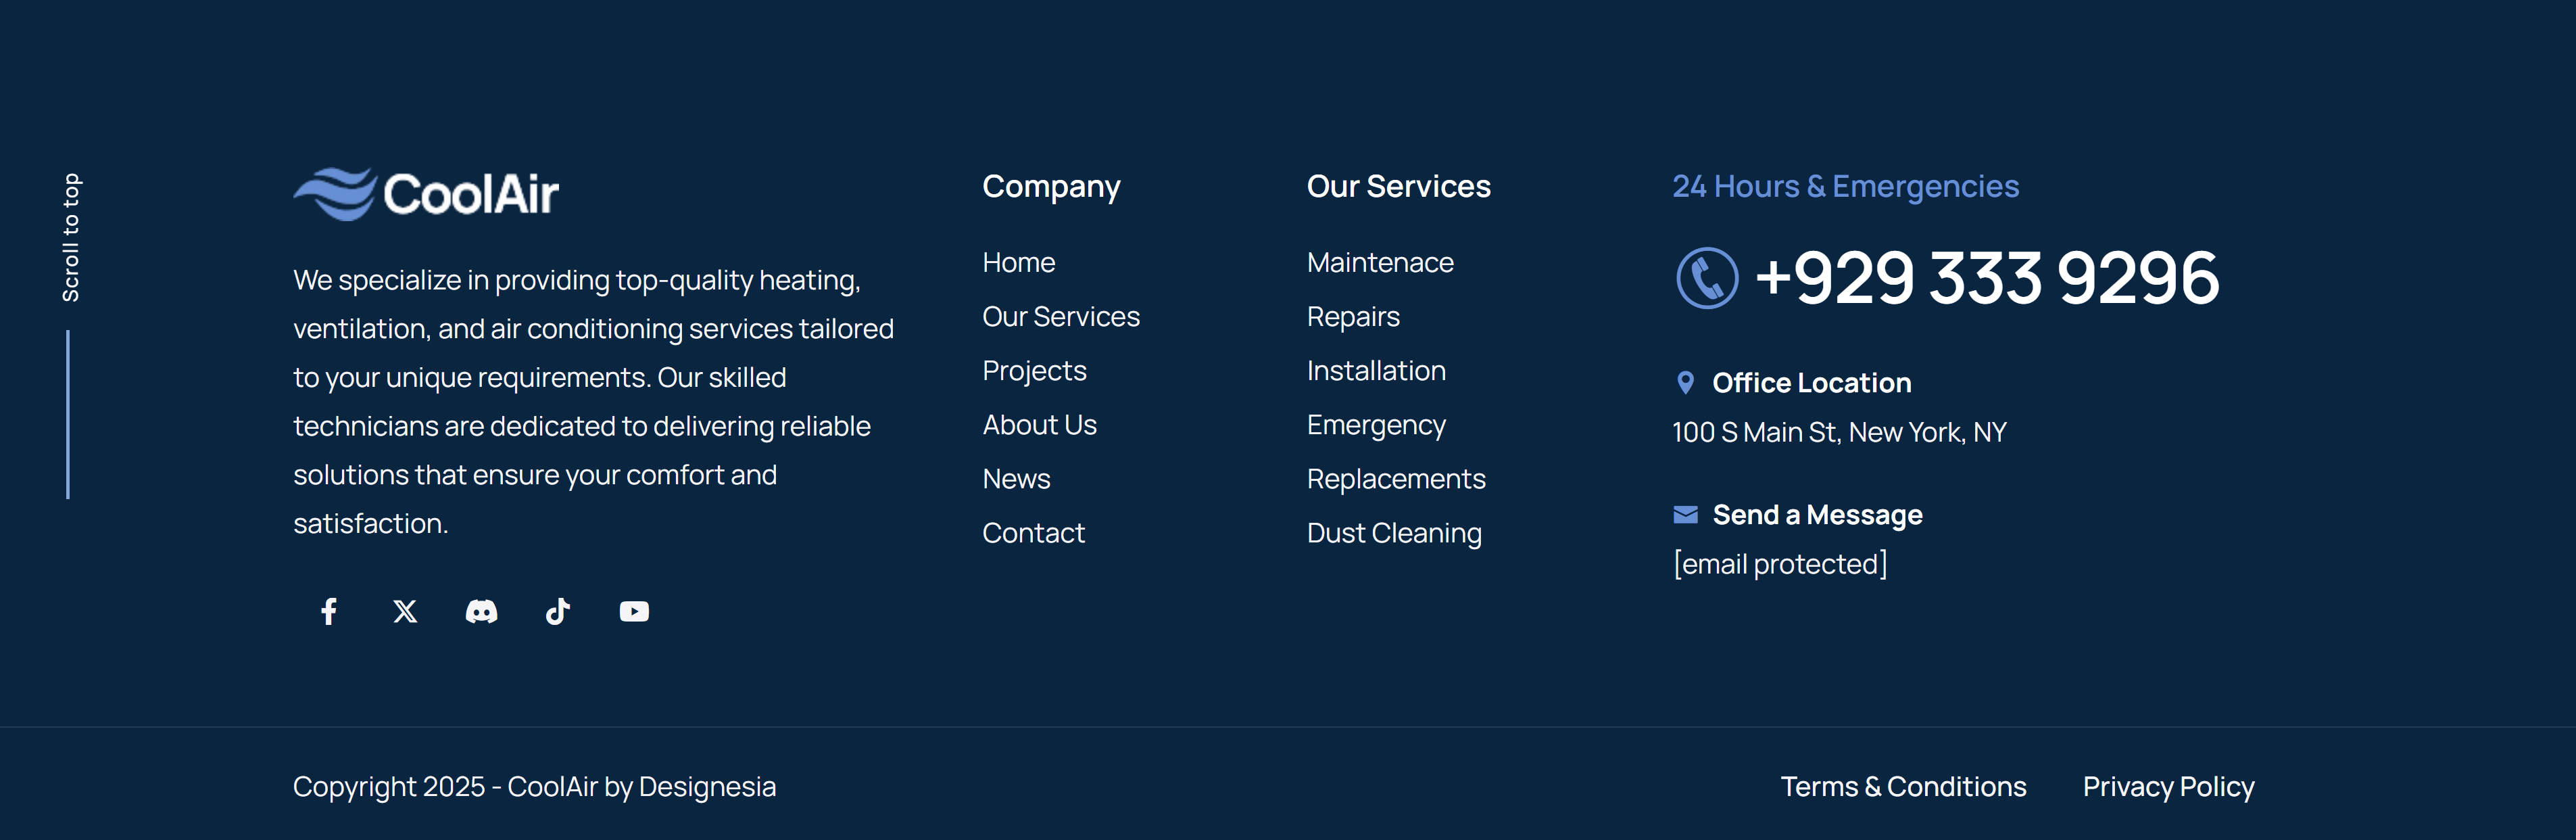 Scroll to top
CoolAir
We specialize in providing top-quality heating,
ventilation, and air conditioning services tailored
to your unique requirements. Our skilled
technicians are dedicated to delivering reliable
solutions that ensure your comfort and
satisfaction.
Company
Home
Our Services
Projects
About Us
News
Contact
Our Services
Maintenace
Repairs
Installation
Emergency
Replacements
Dust Cleaning
24 Hours & Emergencies
+929 333 9296
Office Location
100 S Main St, New York, NY
Send a Message
[email protected]
Copyright 2025 - CoolAir by Designesia
Terms & Conditions
Privacy Policy